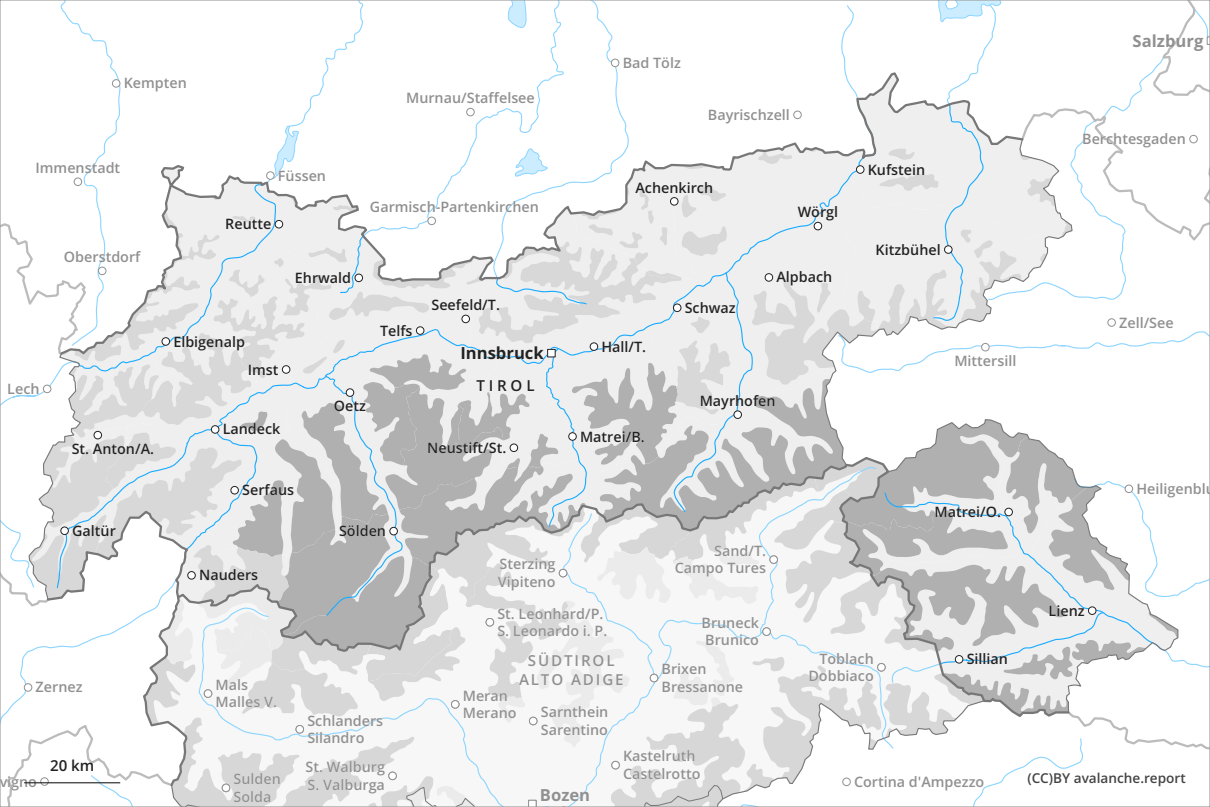 Salzburg
Kempten
Bad Tölz
Murnau/Staffelsee
Bayrischzell
Berchtesgaden
Immenstadt
Füssen
Kufstein
Achenkirch
Garmisch-Partenkirchen
Wörgl
Reutte
Kitzbühel
Oberstdorf
Ehrwald
Alpbach
Seefeld/T.
Schwaz
Zell/See
Telfs
Elbigenalp
Innsbruck
Hall/T.
Mittersill
Imst
TIROL
Lech
Oetz
Mayrhofen
Landeck
Matrei/B.
St. Anton/A.
Neustift/St.
Serfaus
Heiligenblu
Matrei/O.
Galtür
Sölden
Sand/T.
Campo Tures
Sterzing
Vipiteno
Nauders
St. Leonhard/P.
S. Leonardo i. P.
Lienz
Bruneck
Brunico
SÜDTIROL
ALTO ADIGE
Toblach
Dobbiaco
Sillian
Brixen
Bressanone
Zernez
Mals
Malles V.
Meran
Merano
Sarnthein
Sarentino
Schlanders
Silandro
Kastelruth
Castelrotto
St. Walburg
S. Valburga
20 km
vigno
Sulden
Solda
Cortina d'Ampezzo
(CC)BY avalanche.report
Bozen